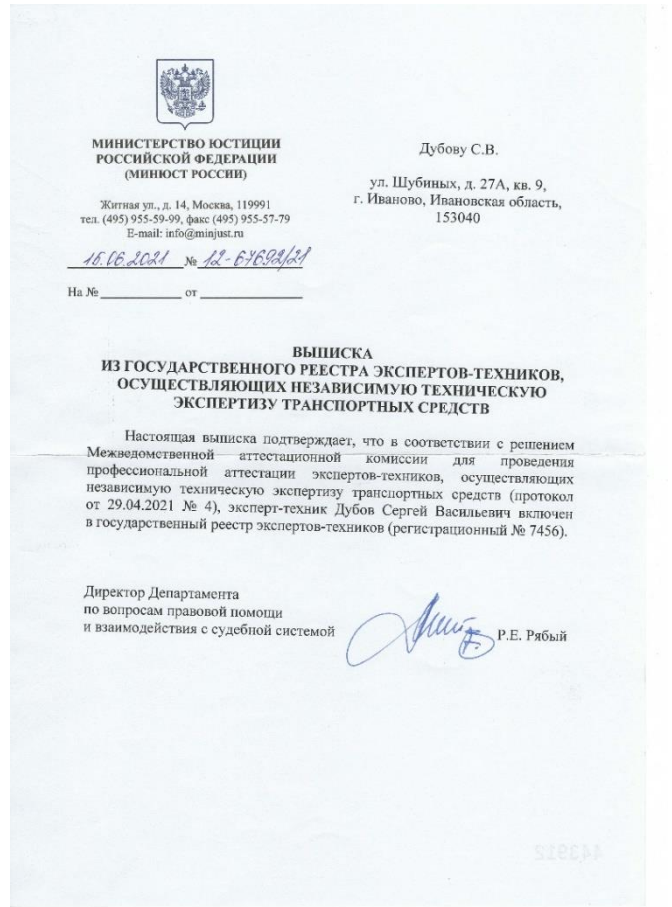 МИНИСТЕРСТВО ЮСТИЦИИ
РОССИЙСКОЙ ФЕДЕРАЦИИ
(МИНЮСТ РОССИИ)
Житная ул., д. 14, Москва, 119991
тел. (495) 955-59-99, факс (495) 955-57-79
E-mail: info@minjust.ru
15.06.2021 № 12-67692/21
На № ____________ от ______________
Дубову С.В.
ул. Шубиных, д. 27А, кв. 9,
г. Иваново, Ивановская область,
153040
ВЫПИСКА
ИЗ ГОСУДАРСТВЕННОГО РЕЕСТРА ЭКСПЕРТОВ-ТЕХНИКОВ,
ОСУЩЕСТВЛЯЮЩИХ НЕЗАВИСИМУЮ ТЕХНИЧЕСКУЮ
ЭКСПЕРТИЗУ ТРАНСПОРТНЫХ СРЕДСТВ
Настоящая выписка подтверждает, что в соответствии с решением
Межведомственной аттестационной комиссии для проведения
профессиональной аттестации экспертов-техников, осуществляющих
независимую техническую экспертизу транспортных средств (протокол
от 29.04.2021 № 4), эксперт-техник Дубов Сергей Васильевич включен
в государственный реестр экспертов-техников (регистрационный № 7456).
Директор Департамента
по вопросам правовой помощи
и взаимодействия с судебной системой
Р.Е. Рябый
443912